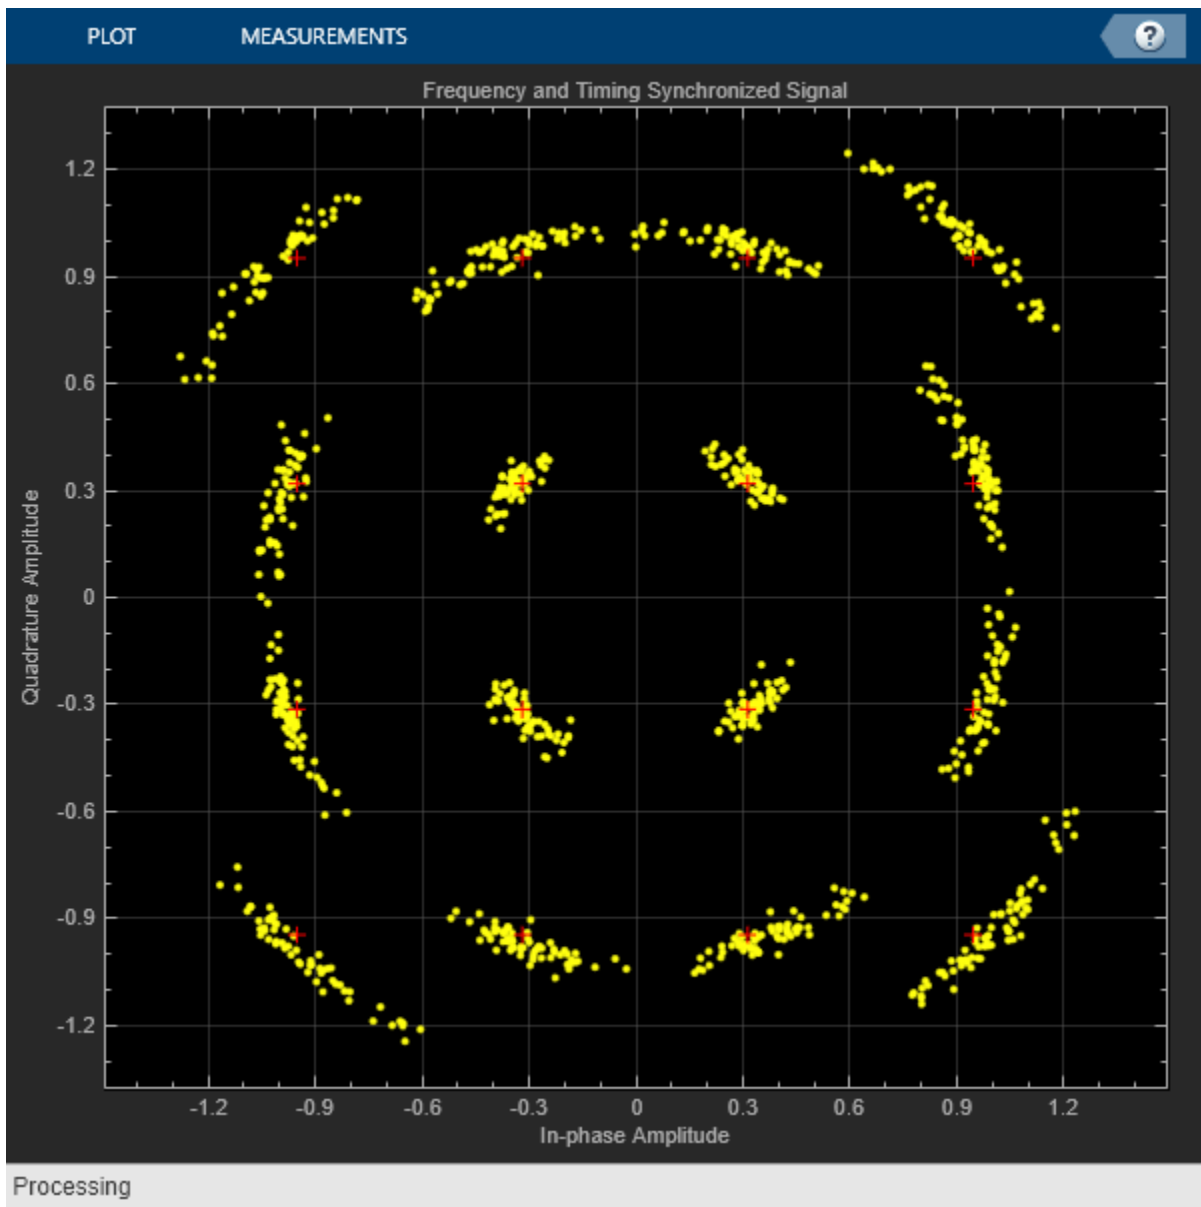 PLOT MEASUREMENTS ?
Frequency and Timing Synchronized Signal
1.2
0.9
0.6
0.3
0
-0.3
-0.6
-0.9
-1.2
Quadrature Amplitude
-1.2 -0.9 -0.6 -0.3 0 0.3 0.6 0.9 1.2
In-phase Amplitude
Processing